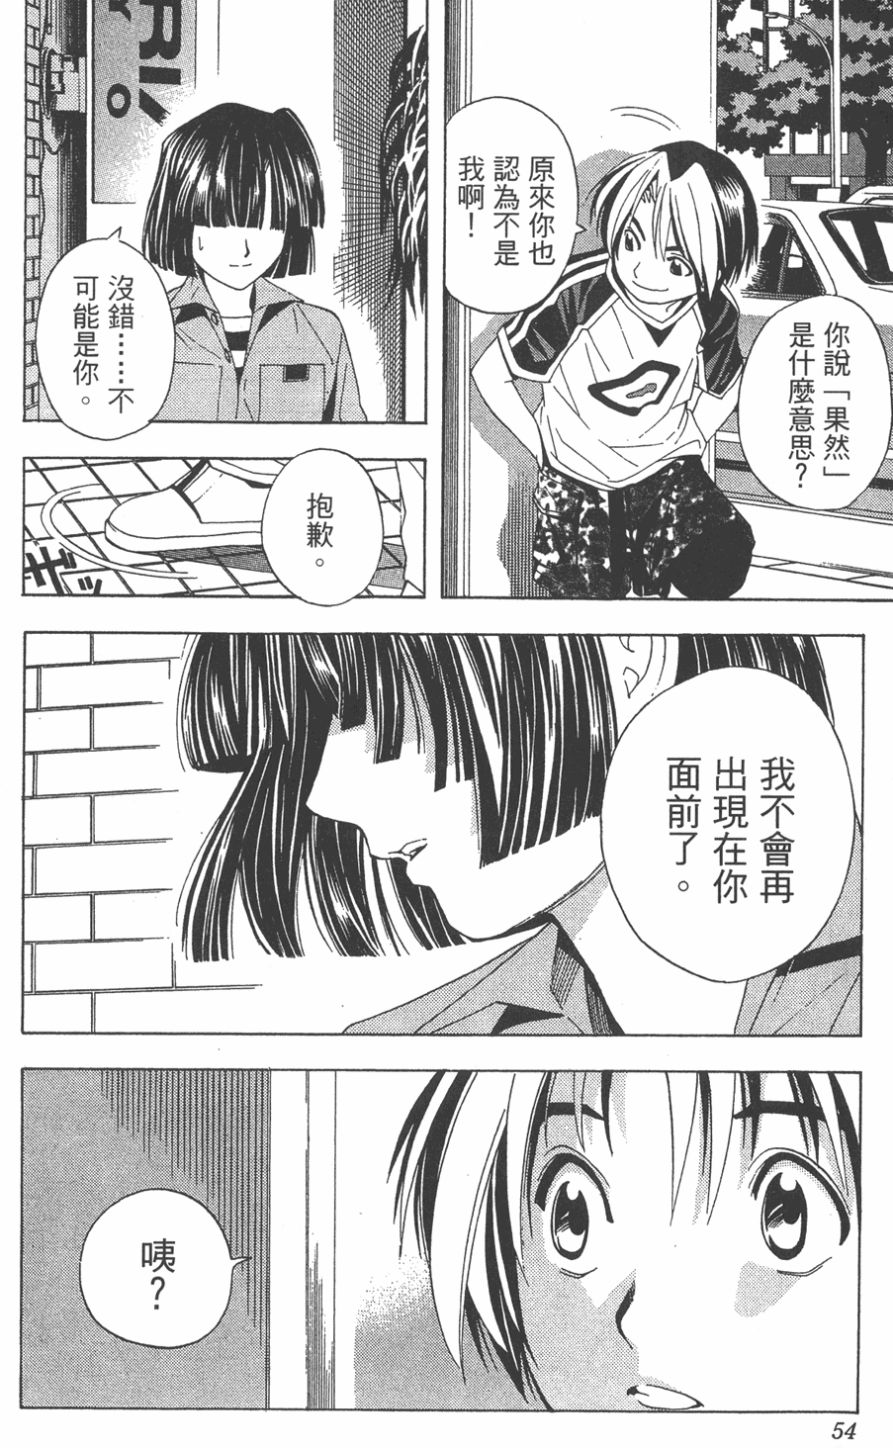 你說「果然」
是什麼意思？
原來你也
認為不是
我啊！
沒錯……不
可能是你。
抱歉。
我不會再
出現在你
面前了。
咦？
54